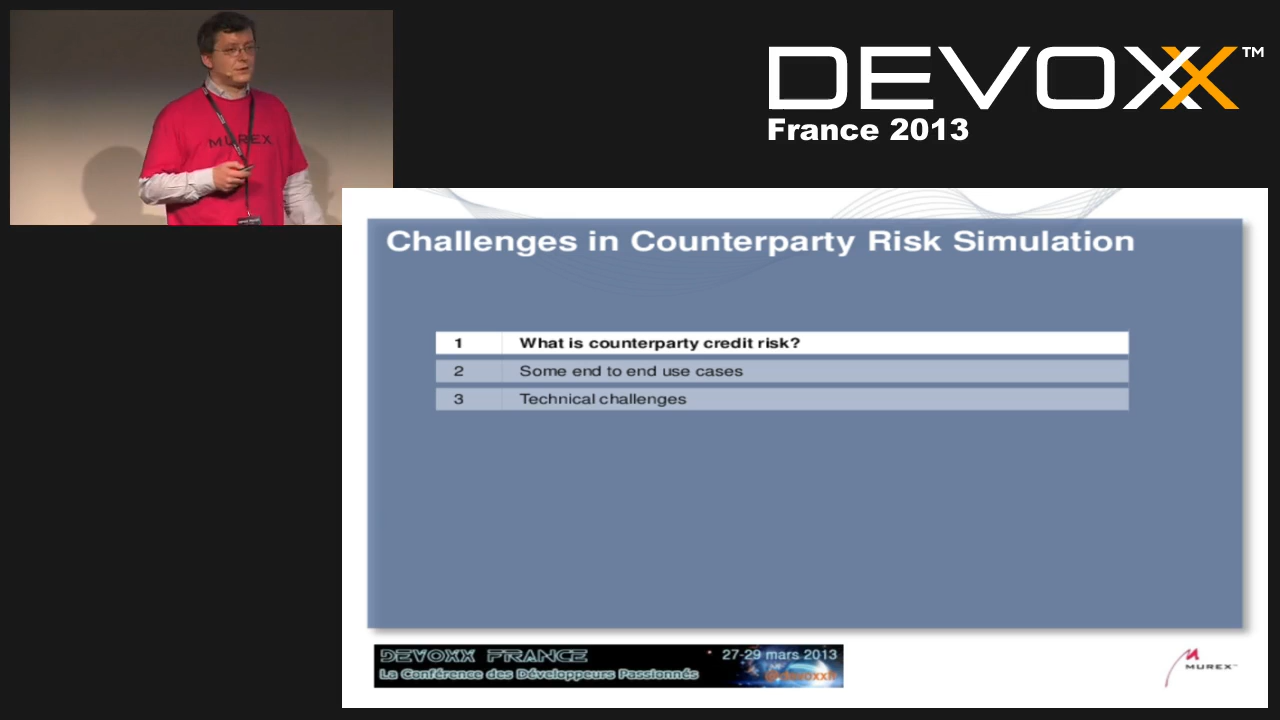 MUREX
DEVOXX™
France 2013
Challenges in Counterparty Risk Simulation
1 What is counterparty credit risk?
2 Some end to end use cases
3 Technical challenges
DEVOXX FRANCE
27-29 mars 2013
La Conférence des Développeurs Passionnés
MUREX™